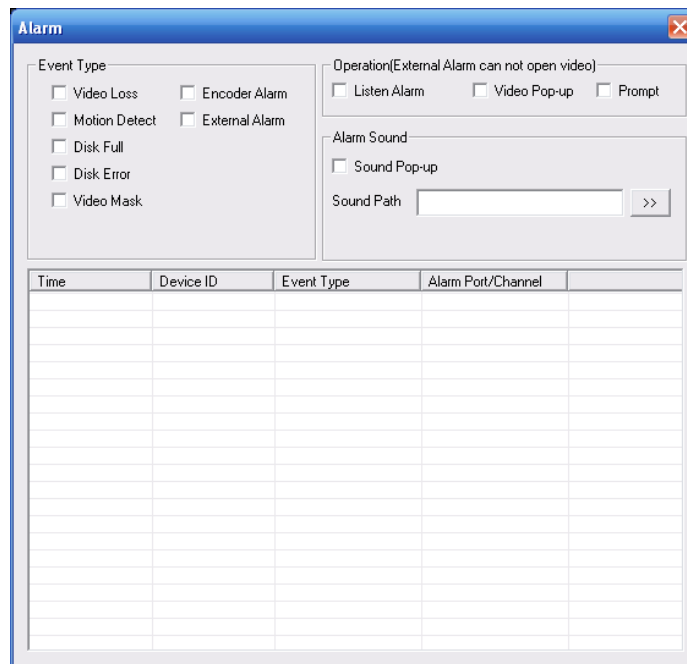 Alarm
Event Type
Video Loss
Encoder Alarm
Motion Detect
External Alarm
Disk Full
Disk Error
Video Mask
Operation(External Alarm can not open video)
Listen Alarm
Video Pop-up
Prompt
Alarm Sound
Sound Pop-up
Sound Path
>>
Time Device ID Event Type Alarm Port/Channel